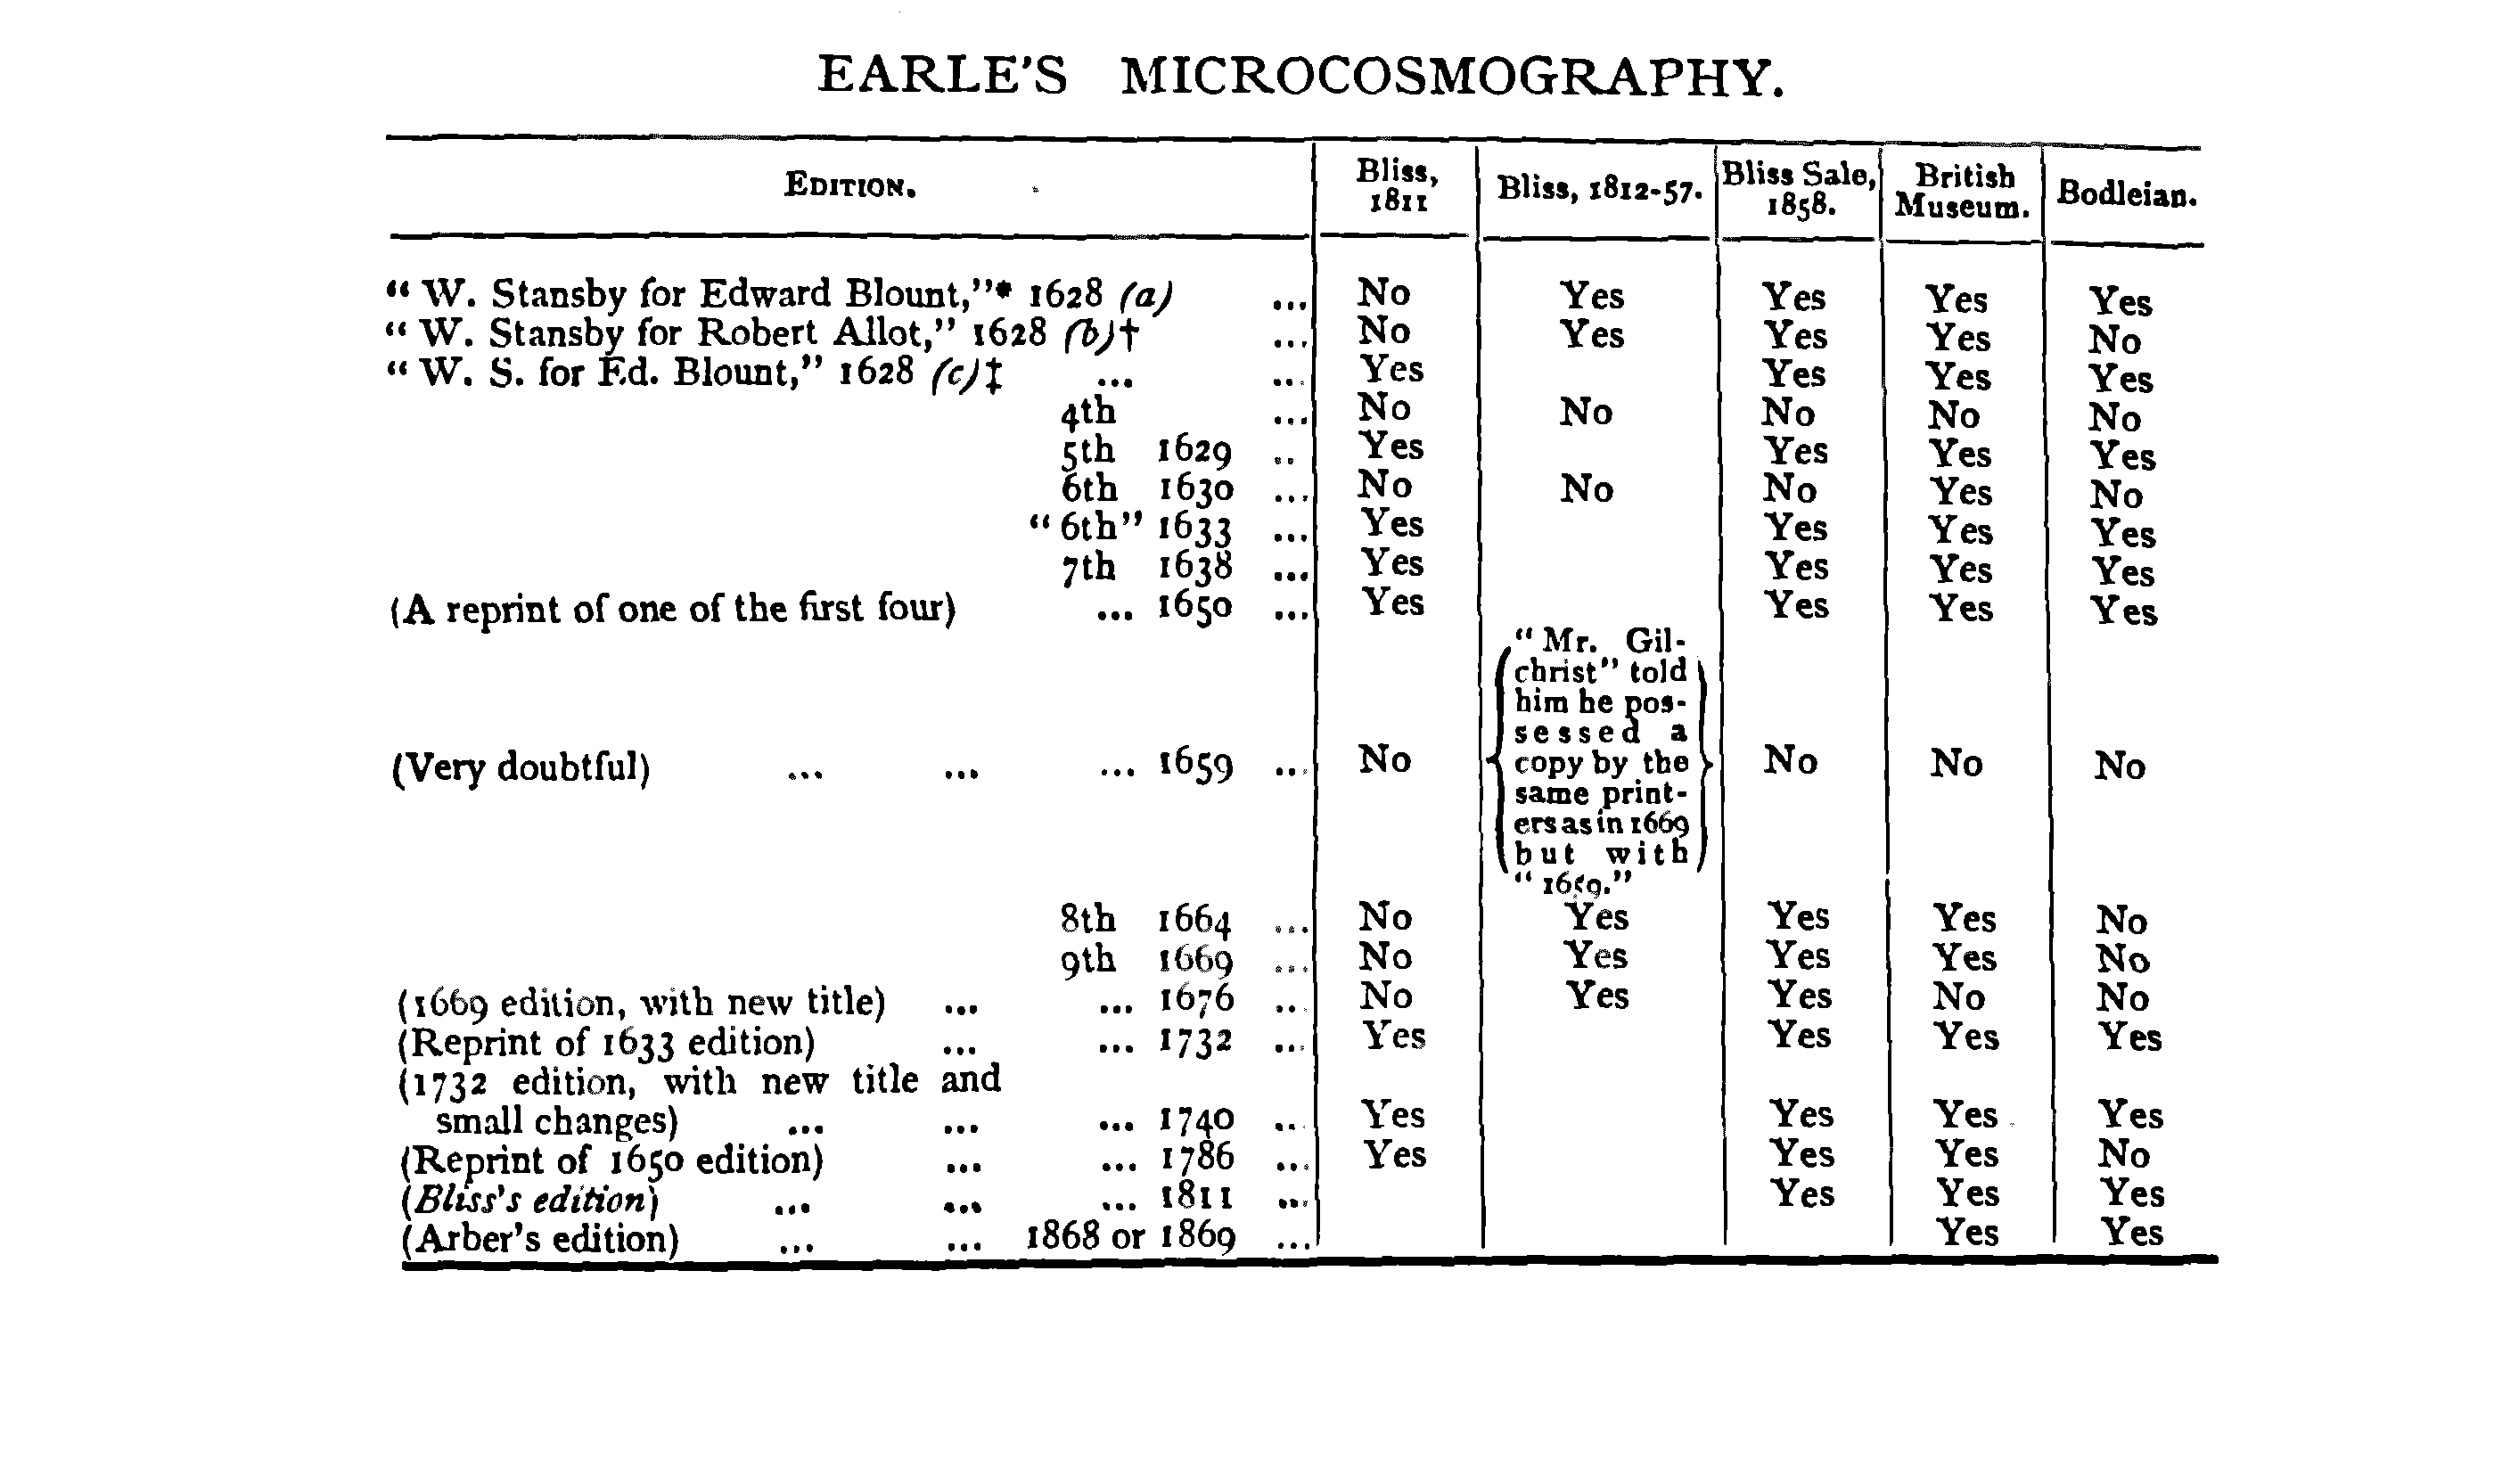 EARLE'S MICROCOSMOGRAPHY.
EDITION. Bliss, 1811 Bliss, 1812-57. Bliss Sale, 1858. British Museum. Bodleian.
“ W. Stansby for Edward Blount,”* 1628 (a) ... No Yes Yes Yes Yes
“ W. Stansby for Robert Allot,” 1628 (b)† ... No Yes Yes Yes No
“ W. S. for Ed. Blount,” 1628 (c)‡ ... ... Yes Yes Yes Yes
4th ... No No No No No
5th 1629 .. Yes Yes Yes Yes
6th 1630 ... No No No Yes No
“ 6th” 1633 ... Yes Yes Yes Yes
7th 1638 ... Yes Yes Yes Yes
(A reprint of one of the first four) ... 1650 ... Yes Yes Yes Yes
“ Mr. Gil-
christ” told
him he pos-
sessed a
(Very doubtful) ... ... ... 1659 ... No copy by the No No No
same print-
ers as in 1669
but with
“ 1659.”
8th 1664 ... No Yes Yes Yes No
9th 1669 ... No Yes Yes Yes No
(1669 edition, with new title) ... ... 1676 ... No Yes Yes No No
(Reprint of 1633 edition) ... ... 1732 ... Yes Yes Yes Yes
(1732 edition, with new title and
small changes) ... ... ... 1740 ... Yes Yes Yes Yes
(Reprint of 1650 edition) ... ... 1786 ... Yes Yes Yes No
(Bliss's edition) ... ... ... 1811 ... Yes Yes Yes
(Arber's edition) ... ... 1868 or 1869 ... Yes Yes